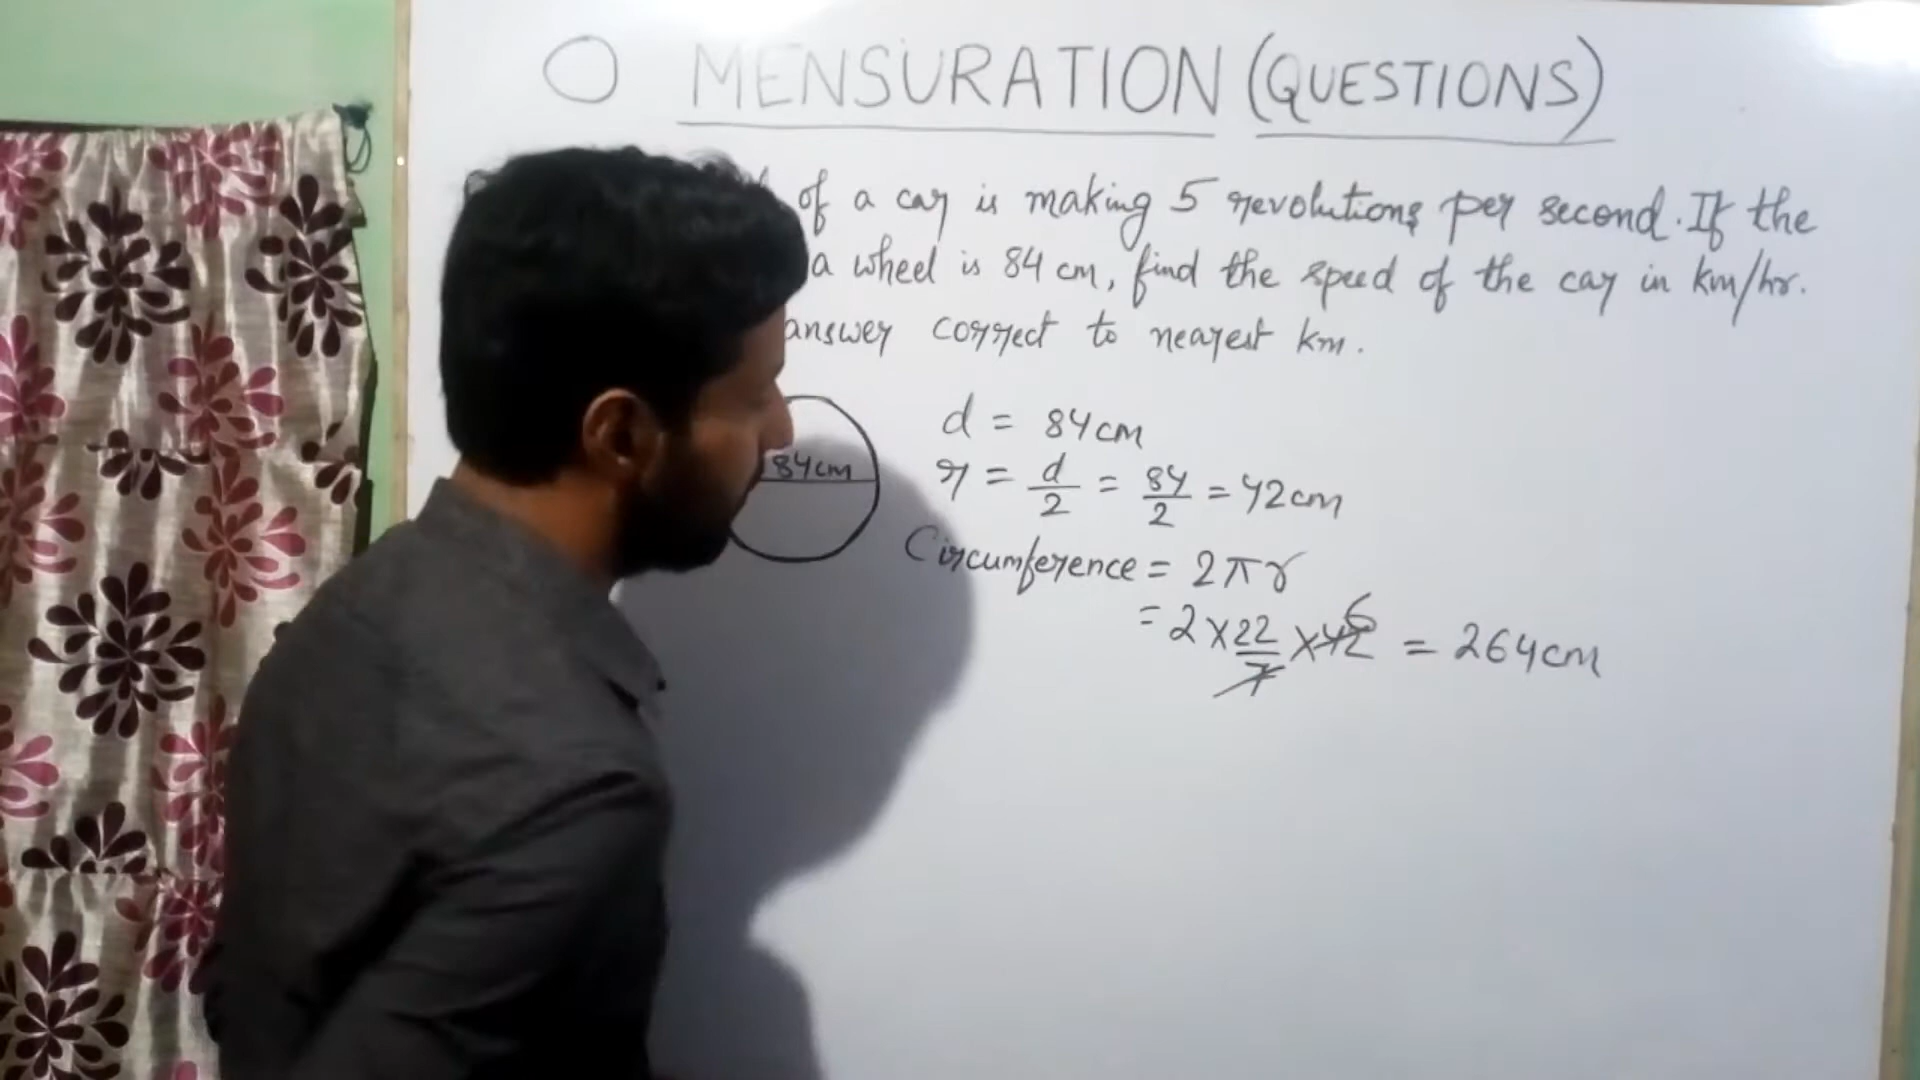 MENSURATION (QUESTIONS)
of a car is making 5 revolutions per second. If the
a wheel is 84 cm, find the speed of the car in km/hr.
answer correct to nearest km.
84cm
d = 84cm
r = d/2 = 84/2 = 42cm
Circumference = 2πr
= 2 × 22/7 × 42 6 = 264cm